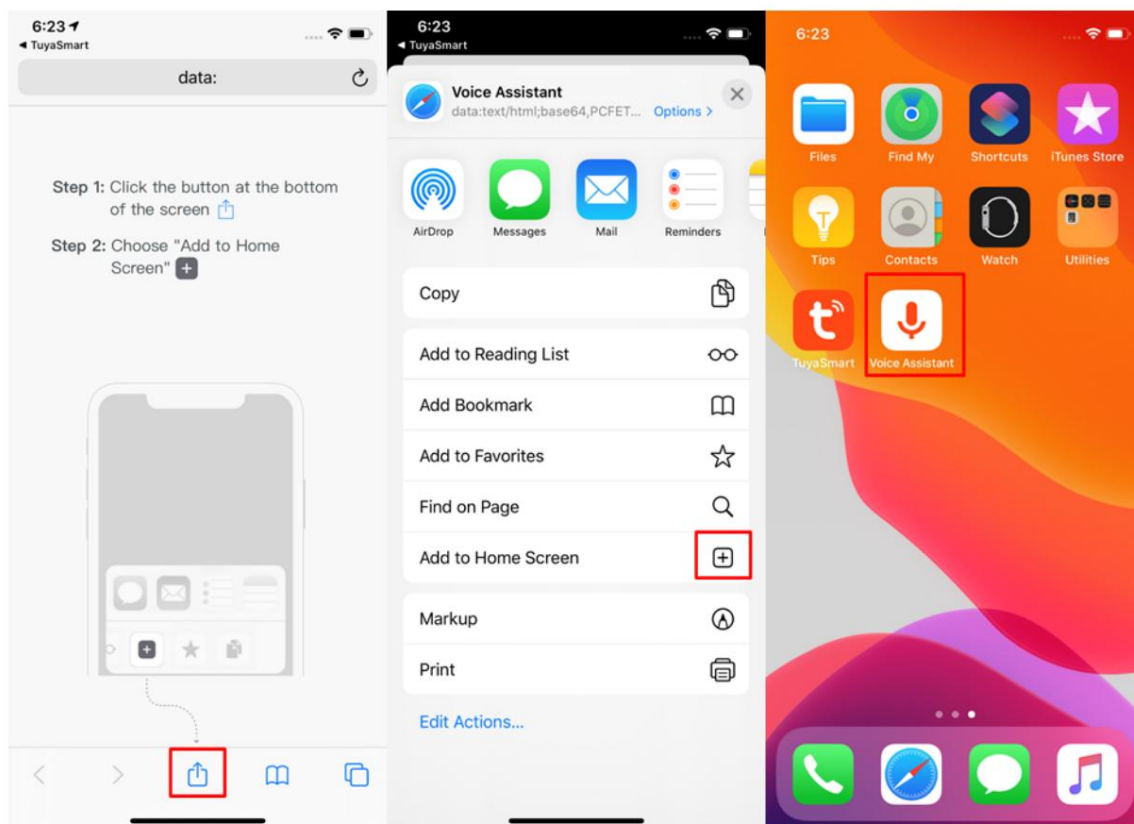 6:23
◄ TuyaSmart
data:
Step 1: Click the button at the bottom
of the screen
Step 2: Choose "Add to Home
Screen"
6:23
◄ TuyaSmart
Voice Assistant
data:text/html;base64,PCFET... Options >
AirDrop
Messages
Mail
Reminders
Copy
Add to Reading List
Add Bookmark
Add to Favorites
Find on Page
Add to Home Screen
Markup
Print
Edit Actions...
6:23
Files
Find My
Shortcuts
iTunes Store
Tips
Contacts
Watch
Utilities
TuyaSmart
Voice Assistant